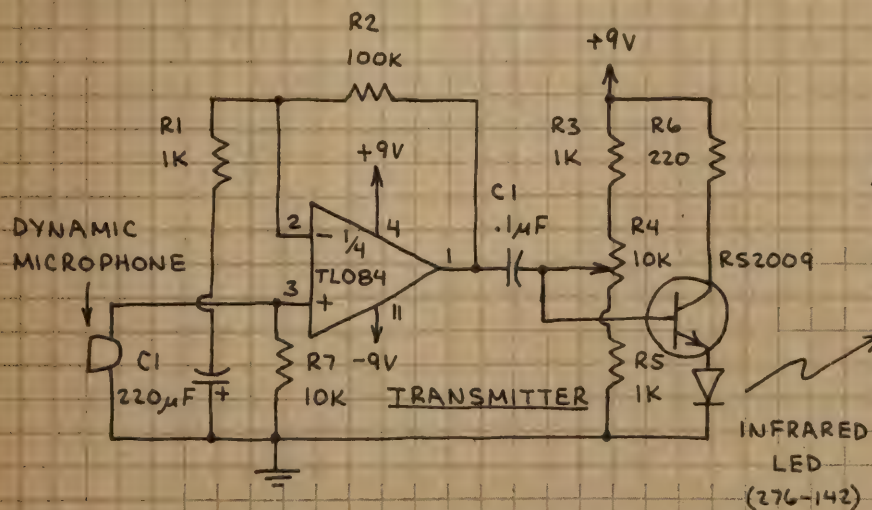 R2
100K
+9V
R1
1K
+9V
R3
1K
R6
220
C1
.1µF
2
−
1/4
4
TL084
1
3
+
11
-9V
R4
10K
RS2009
DYNAMIC
MICROPHONE
C1
220µF
+
R7
10K
R5
1K
TRANSMITTER
INFRARED
LED
(276-142)